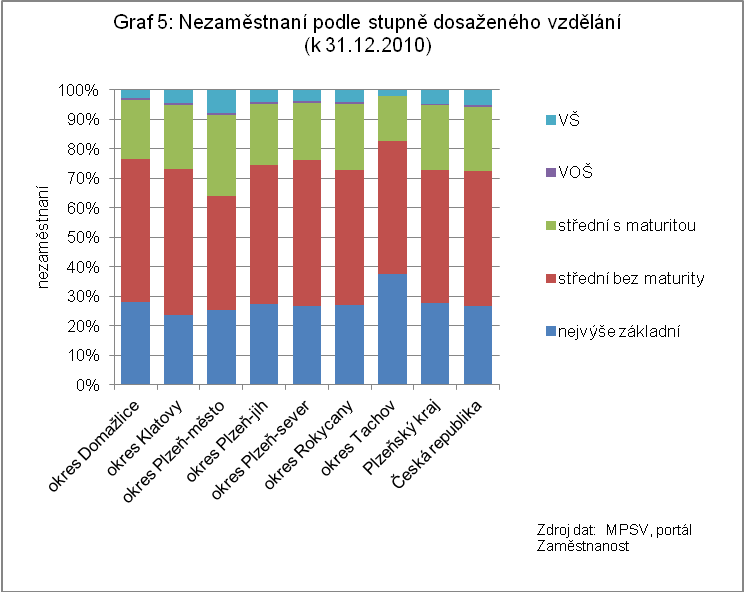 Graf 5: Nezaměstnaní podle stupně dosaženého vzdělání
(k 31.12.2010)
100%
90%
80%
70%
60%
50%
40%
30%
20%
10%
0%
nezaměstnaní
okres Domažlice
okres Klatovy
okres Plzeň-město
okres Plzeň-jih
okres Plzeň-sever
okres Rokycany
okres Tachov
Plzeňský kraj
Česká republika
VŠ
VOŠ
střední s maturitou
střední bez maturity
nejvýše základní
Zdroj dat: MPSV, portál
Zaměstnanost